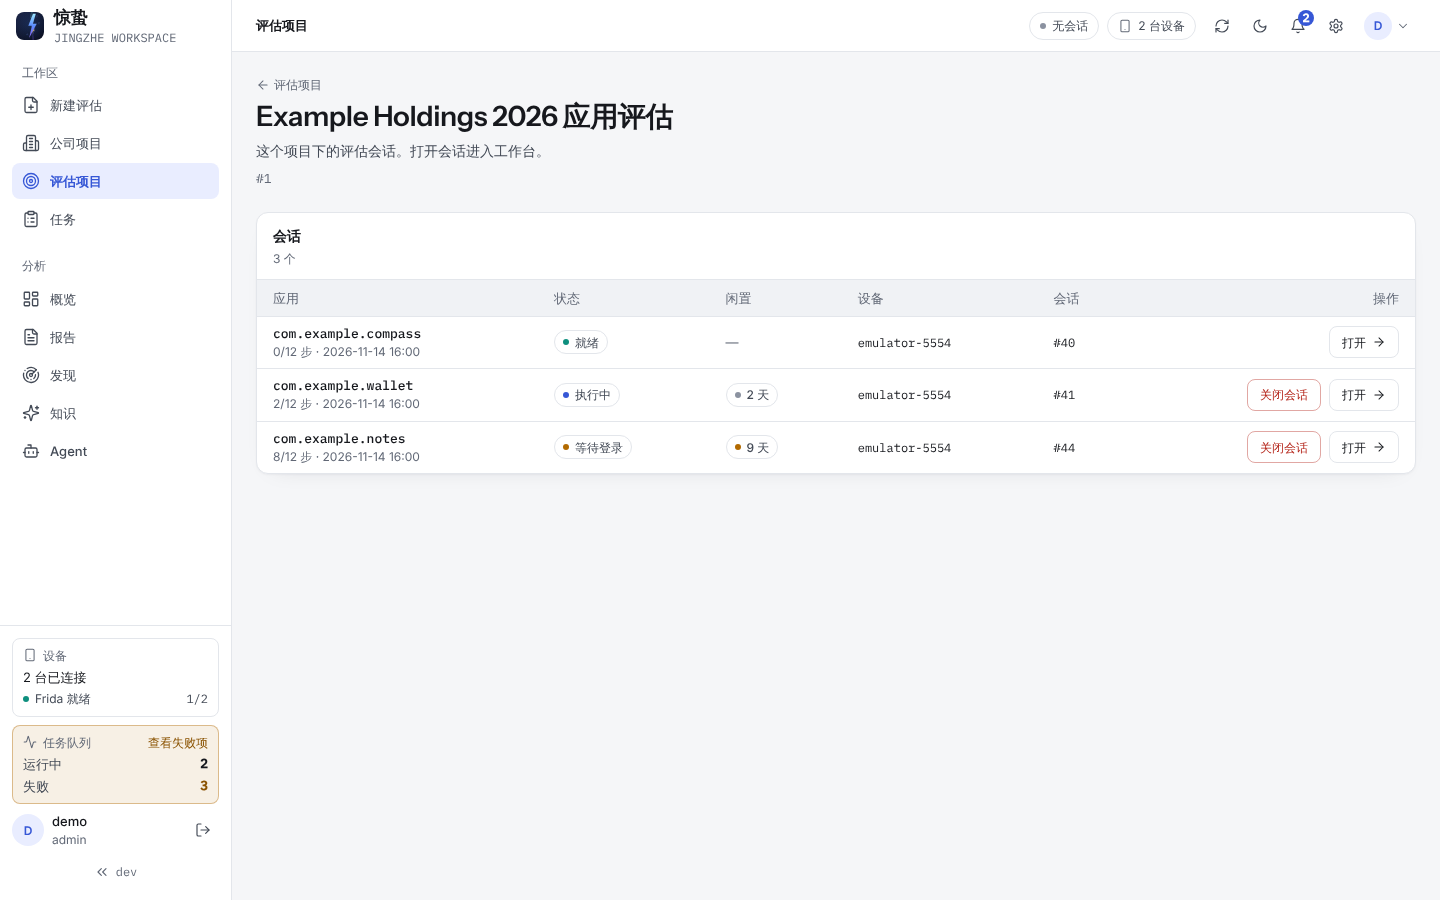 惊蛰
JINGZHE WORKSPACE
工作区
新建评估
公司项目
评估项目
任务
分析
概览
报告
发现
知识
Agent
设备
2 台已连接
Frida 就绪 1/2
任务队列 查看失败项
运行中 2
失败 3
D demo
admin
dev
评估项目 无会话 2 台设备 2 D
评估项目
Example Holdings 2026 应用评估
这个项目下的评估会话。打开会话进入工作台。
#1
会话
3 个
应用 状态 闲置 设备 会话 操作
com.example.compass
0/12 步 · 2026-11-14 16:00
就绪 — emulator-5554 #40 打开
com.example.wallet
2/12 步 · 2026-11-14 16:00
执行中 2 天 emulator-5554 #41 关闭会话 打开
com.example.notes
8/12 步 · 2026-11-14 16:00
等待登录 9 天 emulator-5554 #44 关闭会话 打开